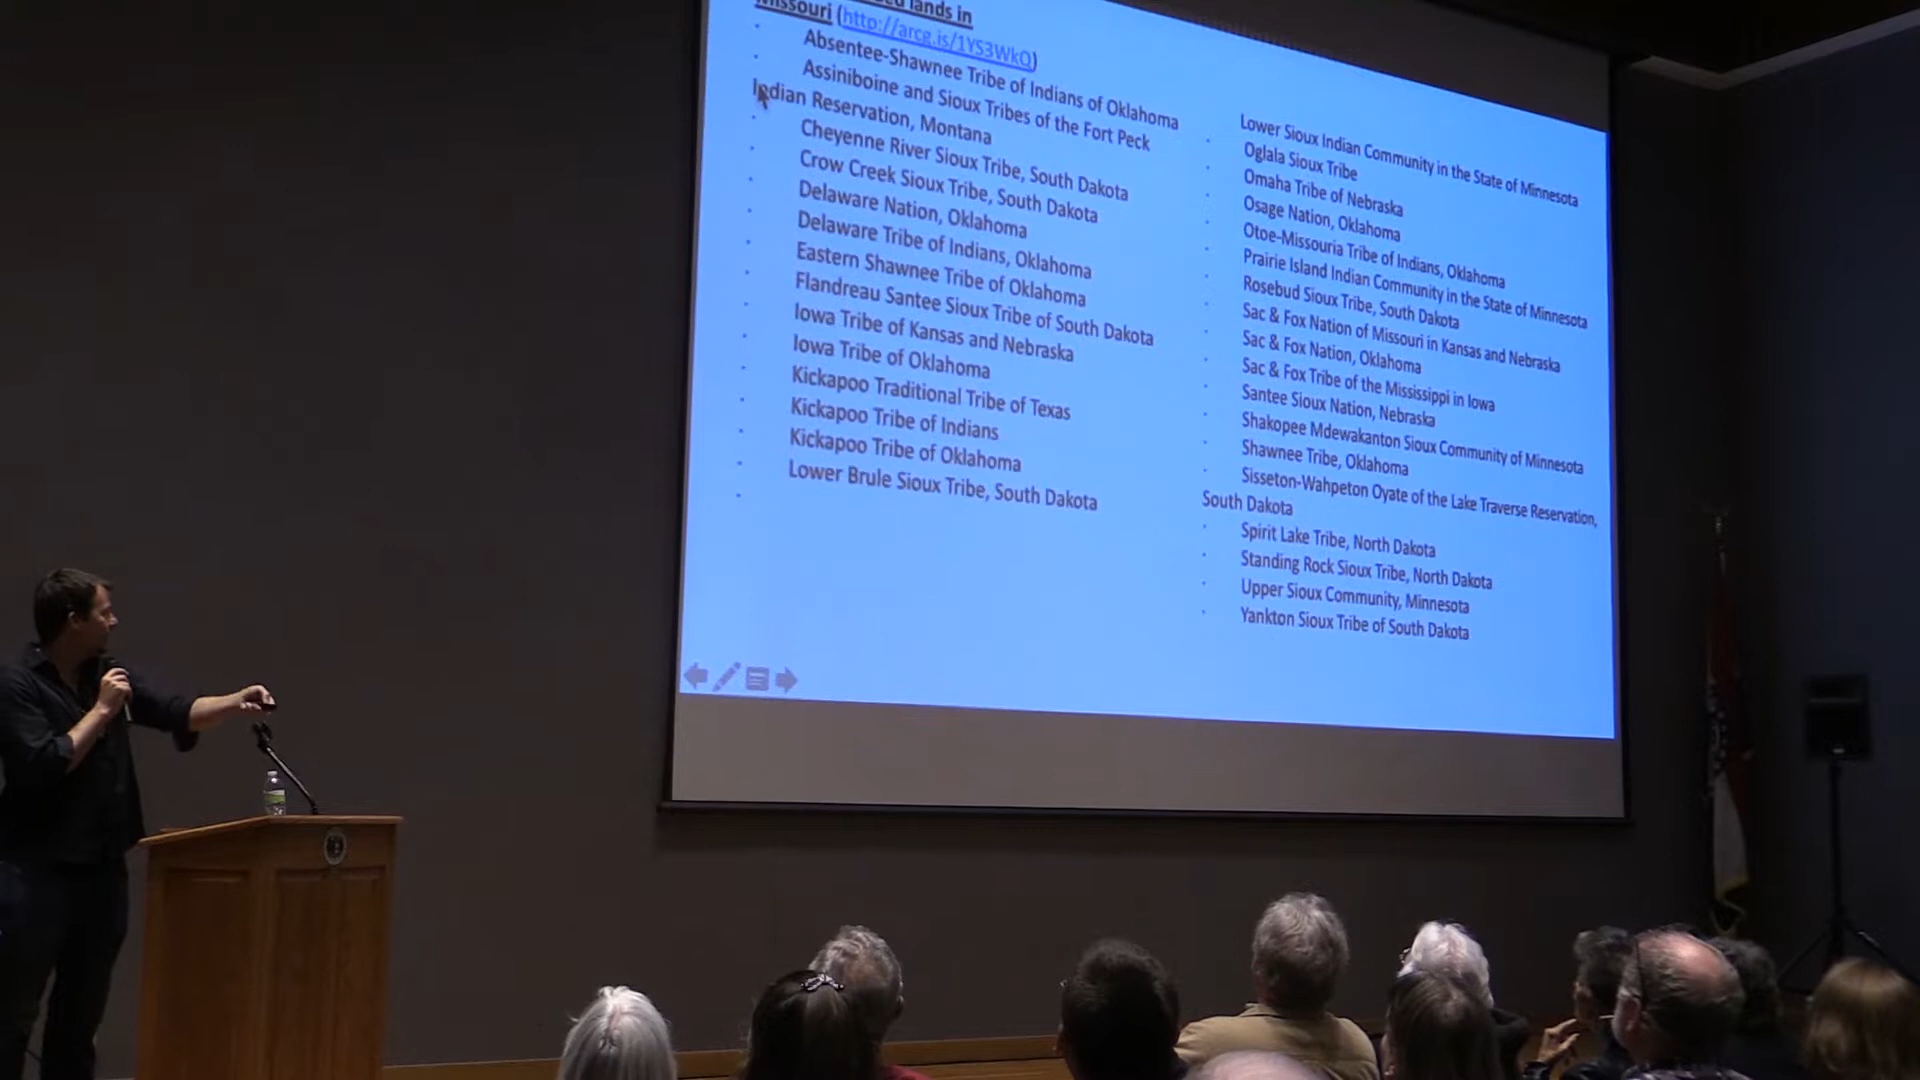 lands in
Missouri (http://arcg.is/1YS3WkO)
Absentee-Shawnee Tribe of Indians of Oklahoma
Assiniboine and Sioux Tribes of the Fort Peck
Indian Reservation, Montana
Cheyenne River Sioux Tribe, South Dakota
Crow Creek Sioux Tribe, South Dakota
Delaware Nation, Oklahoma
Delaware Tribe of Indians, Oklahoma
Eastern Shawnee Tribe of Oklahoma
Flandreau Santee Sioux Tribe of South Dakota
Iowa Tribe of Kansas and Nebraska
Iowa Tribe of Oklahoma
Kickapoo Traditional Tribe of Texas
Kickapoo Tribe of Indians
Kickapoo Tribe of Oklahoma
Lower Brule Sioux Tribe, South Dakota
Lower Sioux Indian Community in the State of Minnesota
Oglala Sioux Tribe
Omaha Tribe of Nebraska
Osage Nation, Oklahoma
Otoe-Missouria Tribe of Indians, Oklahoma
Prairie Island Indian Community in the State of Minnesota
Rosebud Sioux Tribe, South Dakota
Sac & Fox Nation of Missouri in Kansas and Nebraska
Sac & Fox Nation, Oklahoma
Sac & Fox Tribe of the Mississippi in Iowa
Santee Sioux Nation, Nebraska
Shakopee Mdewakanton Sioux Community of Minnesota
Shawnee Tribe, Oklahoma
Sisseton-Wahpeton Oyate of the Lake Traverse Reservation,
South Dakota
Spirit Lake Tribe, North Dakota
Standing Rock Sioux Tribe, North Dakota
Upper Sioux Community, Minnesota
Yankton Sioux Tribe of South Dakota